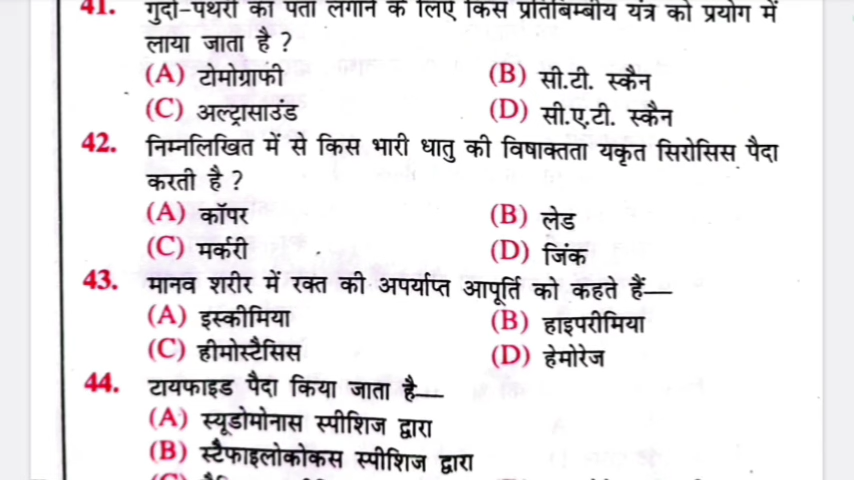 41. गुर्दा-पथरी का पता लगाने के लिए किस प्रतिबिम्बीय यंत्र को प्रयोग में
लाया जाता है ?
(A) टोमोग्राफी (B) सी.टी. स्कैन
(C) अल्ट्रासाउंड (D) सी.ए.टी. स्कैन
42. निम्नलिखित में से किस भारी धातु की विषाक्तता यकृत सिरोसिस पैदा
करती है ?
(A) कॉपर (B) लेड
(C) मर्करी (D) जिंक
43. मानव शरीर में रक्त की अपर्याप्त आपूर्ति को कहते हैं—
(A) इस्कीमिया (B) हाइपरीमिया
(C) हीमोस्टैसिस (D) हेमोरेज
44. टायफाइड पैदा किया जाता है—
(A) स्यूडोमोनास स्पीशिज द्वारा
(B) स्टैफाइलोकोकस स्पीशिज द्वारा